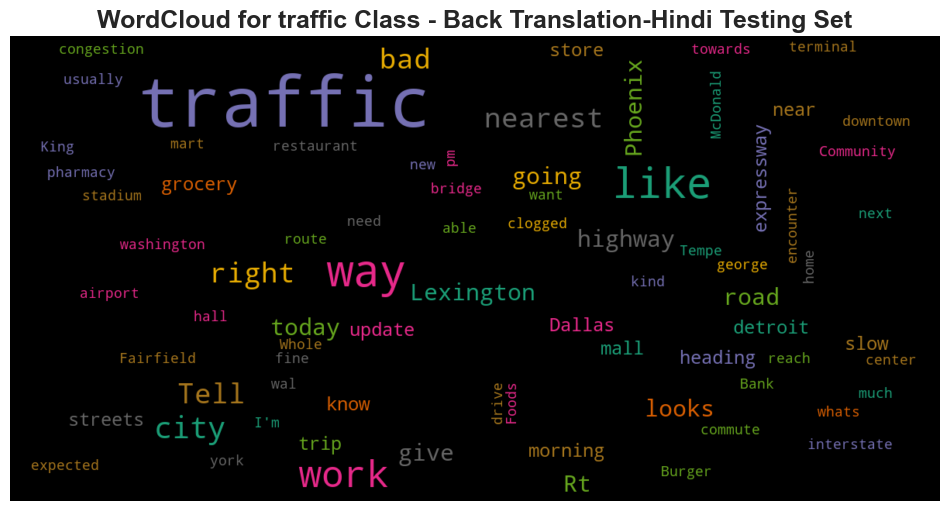 WordCloud for traffic Class - Back Translation-Hindi Testing Set
congestion
bad
store
towards
terminal
usually
traffic
nearest
Phoenix
McDonald
near
downtown
King
mart
restaurant
new
pm
going
like
expressway
Community
pharmacy
stadium
grocery
bridge
want
encounter
next
need
able
clogged
washington
route
highway
Tempe
george
home
right
way
kind
airport
Lexington
road
hall
today
update
Dallas
detroit
Whole
mall
slow
Fairfield
fine
heading
reach
center
Tell
wal
know
drive
Foods
Bank
much
streets
city
I'm
looks
whats
commute
trip
give
morning
interstate
expected
york
work
Rt
Burger